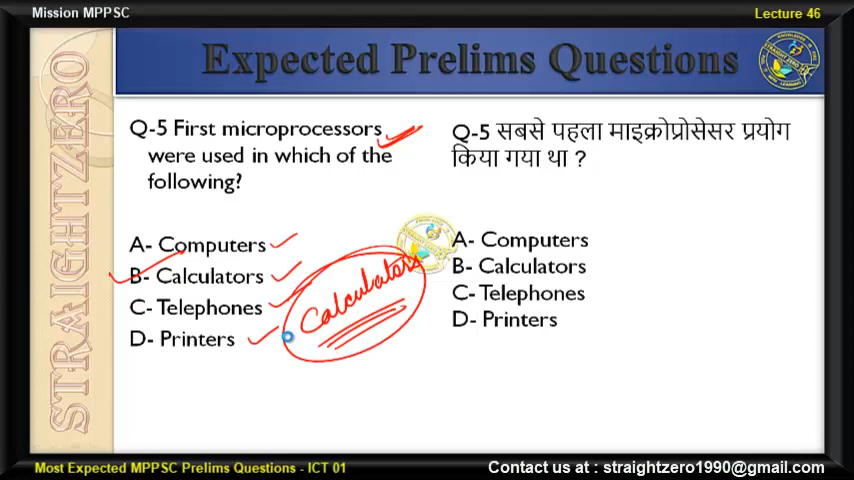 Mission MPPSC
Lecture 46
Expected Prelims Questions
STRAIGHTZERO
Q-5 First microprocessors
were used in which of the
following?
A- Computers
B- Calculators
C- Telephones
D- Printers
Calculators
Q-5 सबसे पहला माइक्रोप्रोसेसर प्रयोग
किया गया था ?
A- Computers
B- Calculators
C- Telephones
D- Printers
Most Expected MPPSC Prelims Questions - ICT 01
Contact us at : straightzero1990@gmail.com